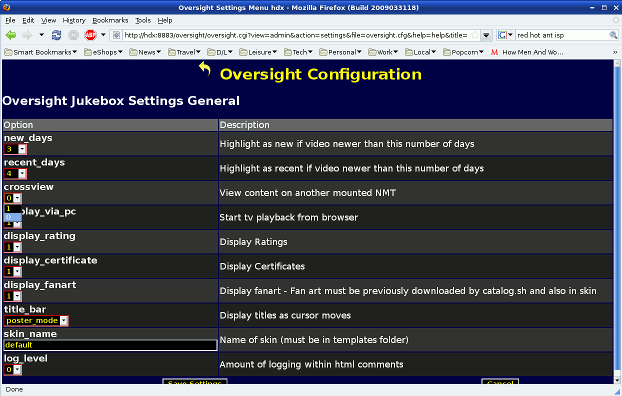 Oversight Settings Menu hdx - Mozilla Firefox (Build 2009033118)
File Edit View History Bookmarks Tools Help
http://hdx:8883/oversight/oversight.cgi?view=admin&action=settings&file=oversight.cfg&help=help&title= red hot ant isp
Smart Bookmarks eShops News Travel D/L Leisure Tech Personal Work Local Popcorn How Men And Wo...
Oversight Configuration
Oversight Jukebox Settings General
Option Description
new_days
3 Highlight as new if video newer than this number of days
recent_days
4 Highlight as recent if video newer than this number of days
crossview
0 View content on another mounted NMT
1
0
play_via_pc
1 Start tv playback from browser
display_rating
1 Display Ratings
display_certificate
1 Display Certificates
display_fanart
1 Display fanart - Fan art must be previously downloaded by catalog.sh and also in skin
title_bar
poster_mode Display titles as cursor moves
skin_name
default Name of skin (must be in templates folder)
log_level
0 Amount of logging within html comments
Save Settings Cancel
Done